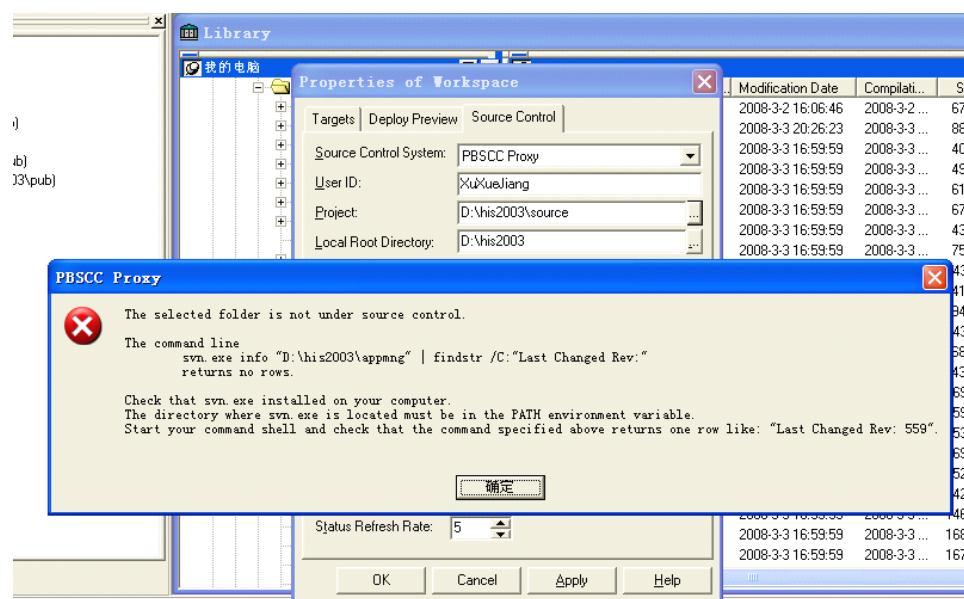 Library
我的电脑
Properties of Workspace
Targets Deploy Preview Source Control
Source Control System: PBSCC Proxy
User ID: XuXueJiang
Project: D:\his2003\source ...
Local Root Directory: D:\his2003 ...
Modification Date Compilati... S
2008-3-2 16:06:46 2008-3-2 ... 67
2008-3-3 20:26:23 2008-3-3 ... 88
2008-3-3 16:59:59 2008-3-3 ... 40
2008-3-3 16:59:59 2008-3-3 ... 49
2008-3-3 16:59:59 2008-3-3 ... 61
2008-3-3 16:59:59 2008-3-3 ... 67
2008-3-3 16:59:59 2008-3-3 ... 43
2008-3-3 16:59:59 2008-3-3 ... 75
03\pub)
PBSCC Proxy
The selected folder is not under source control.
The command line
svn.exe info "D:\his2003\appmng" | findstr /C:"Last Changed Rev:"
returns no rows.
Check that svn.exe installed on your computer.
The directory where svn.exe is located must be in the PATH environment variable.
Start your command shell and check that the command specified above returns one row like: "Last Changed Rev: 559".
确定
Status Refresh Rate: 5
2008-3-3 16:59:59 2008-3-3 ... 168
2008-3-3 16:59:59 2008-3-3 ... 167
OK Cancel Apply Help